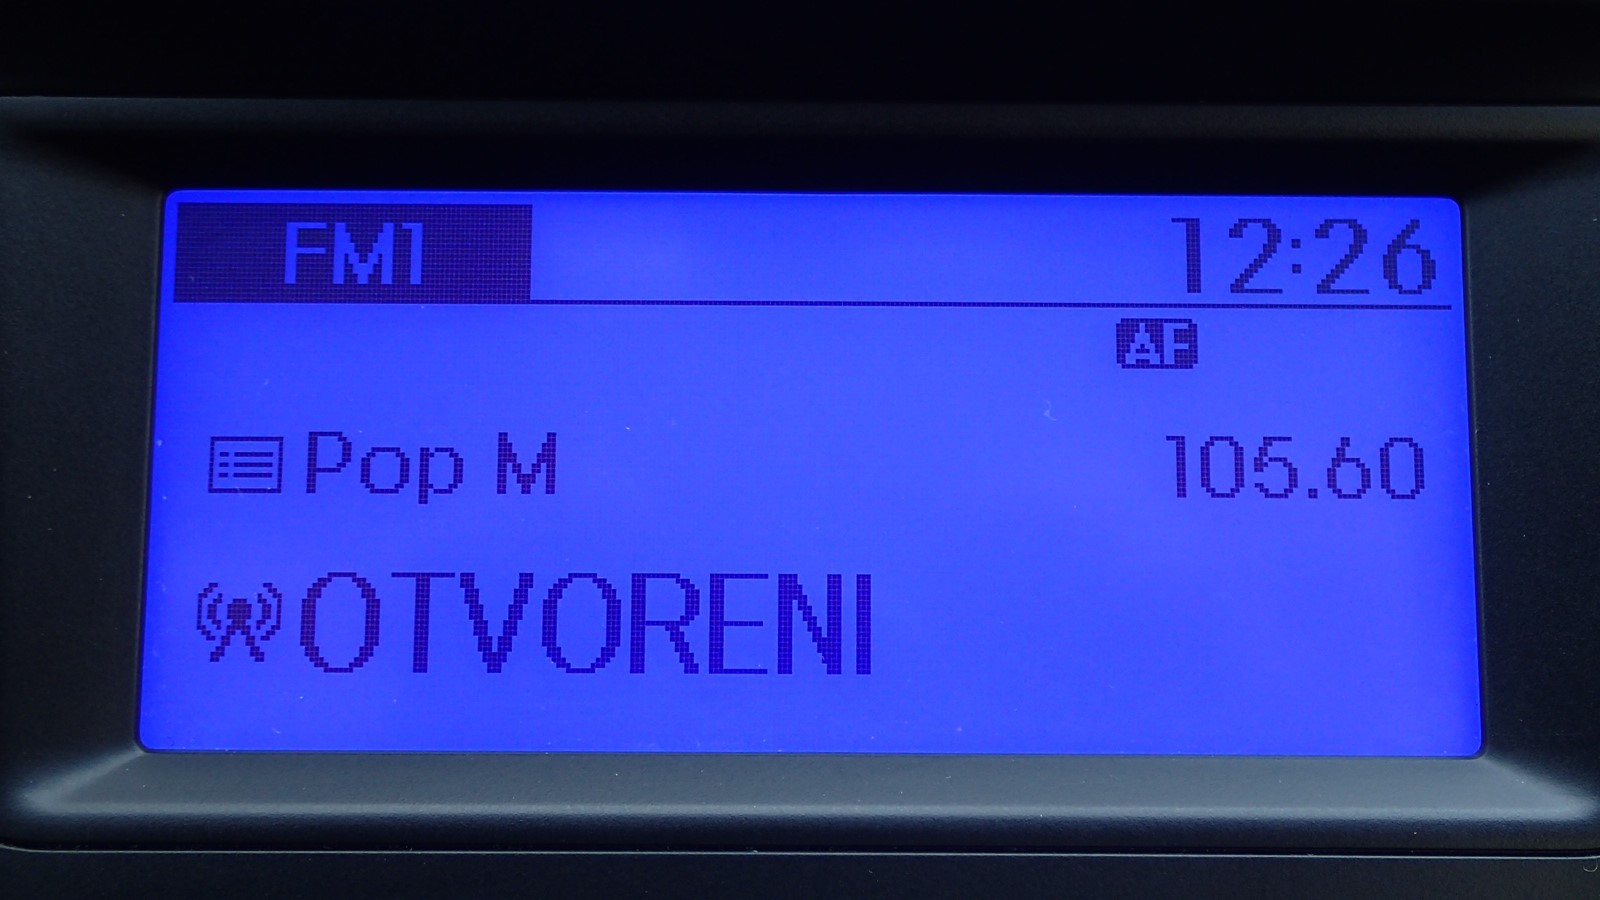 FM1 12:26
AF
Pop M 105.60
OTVORENI